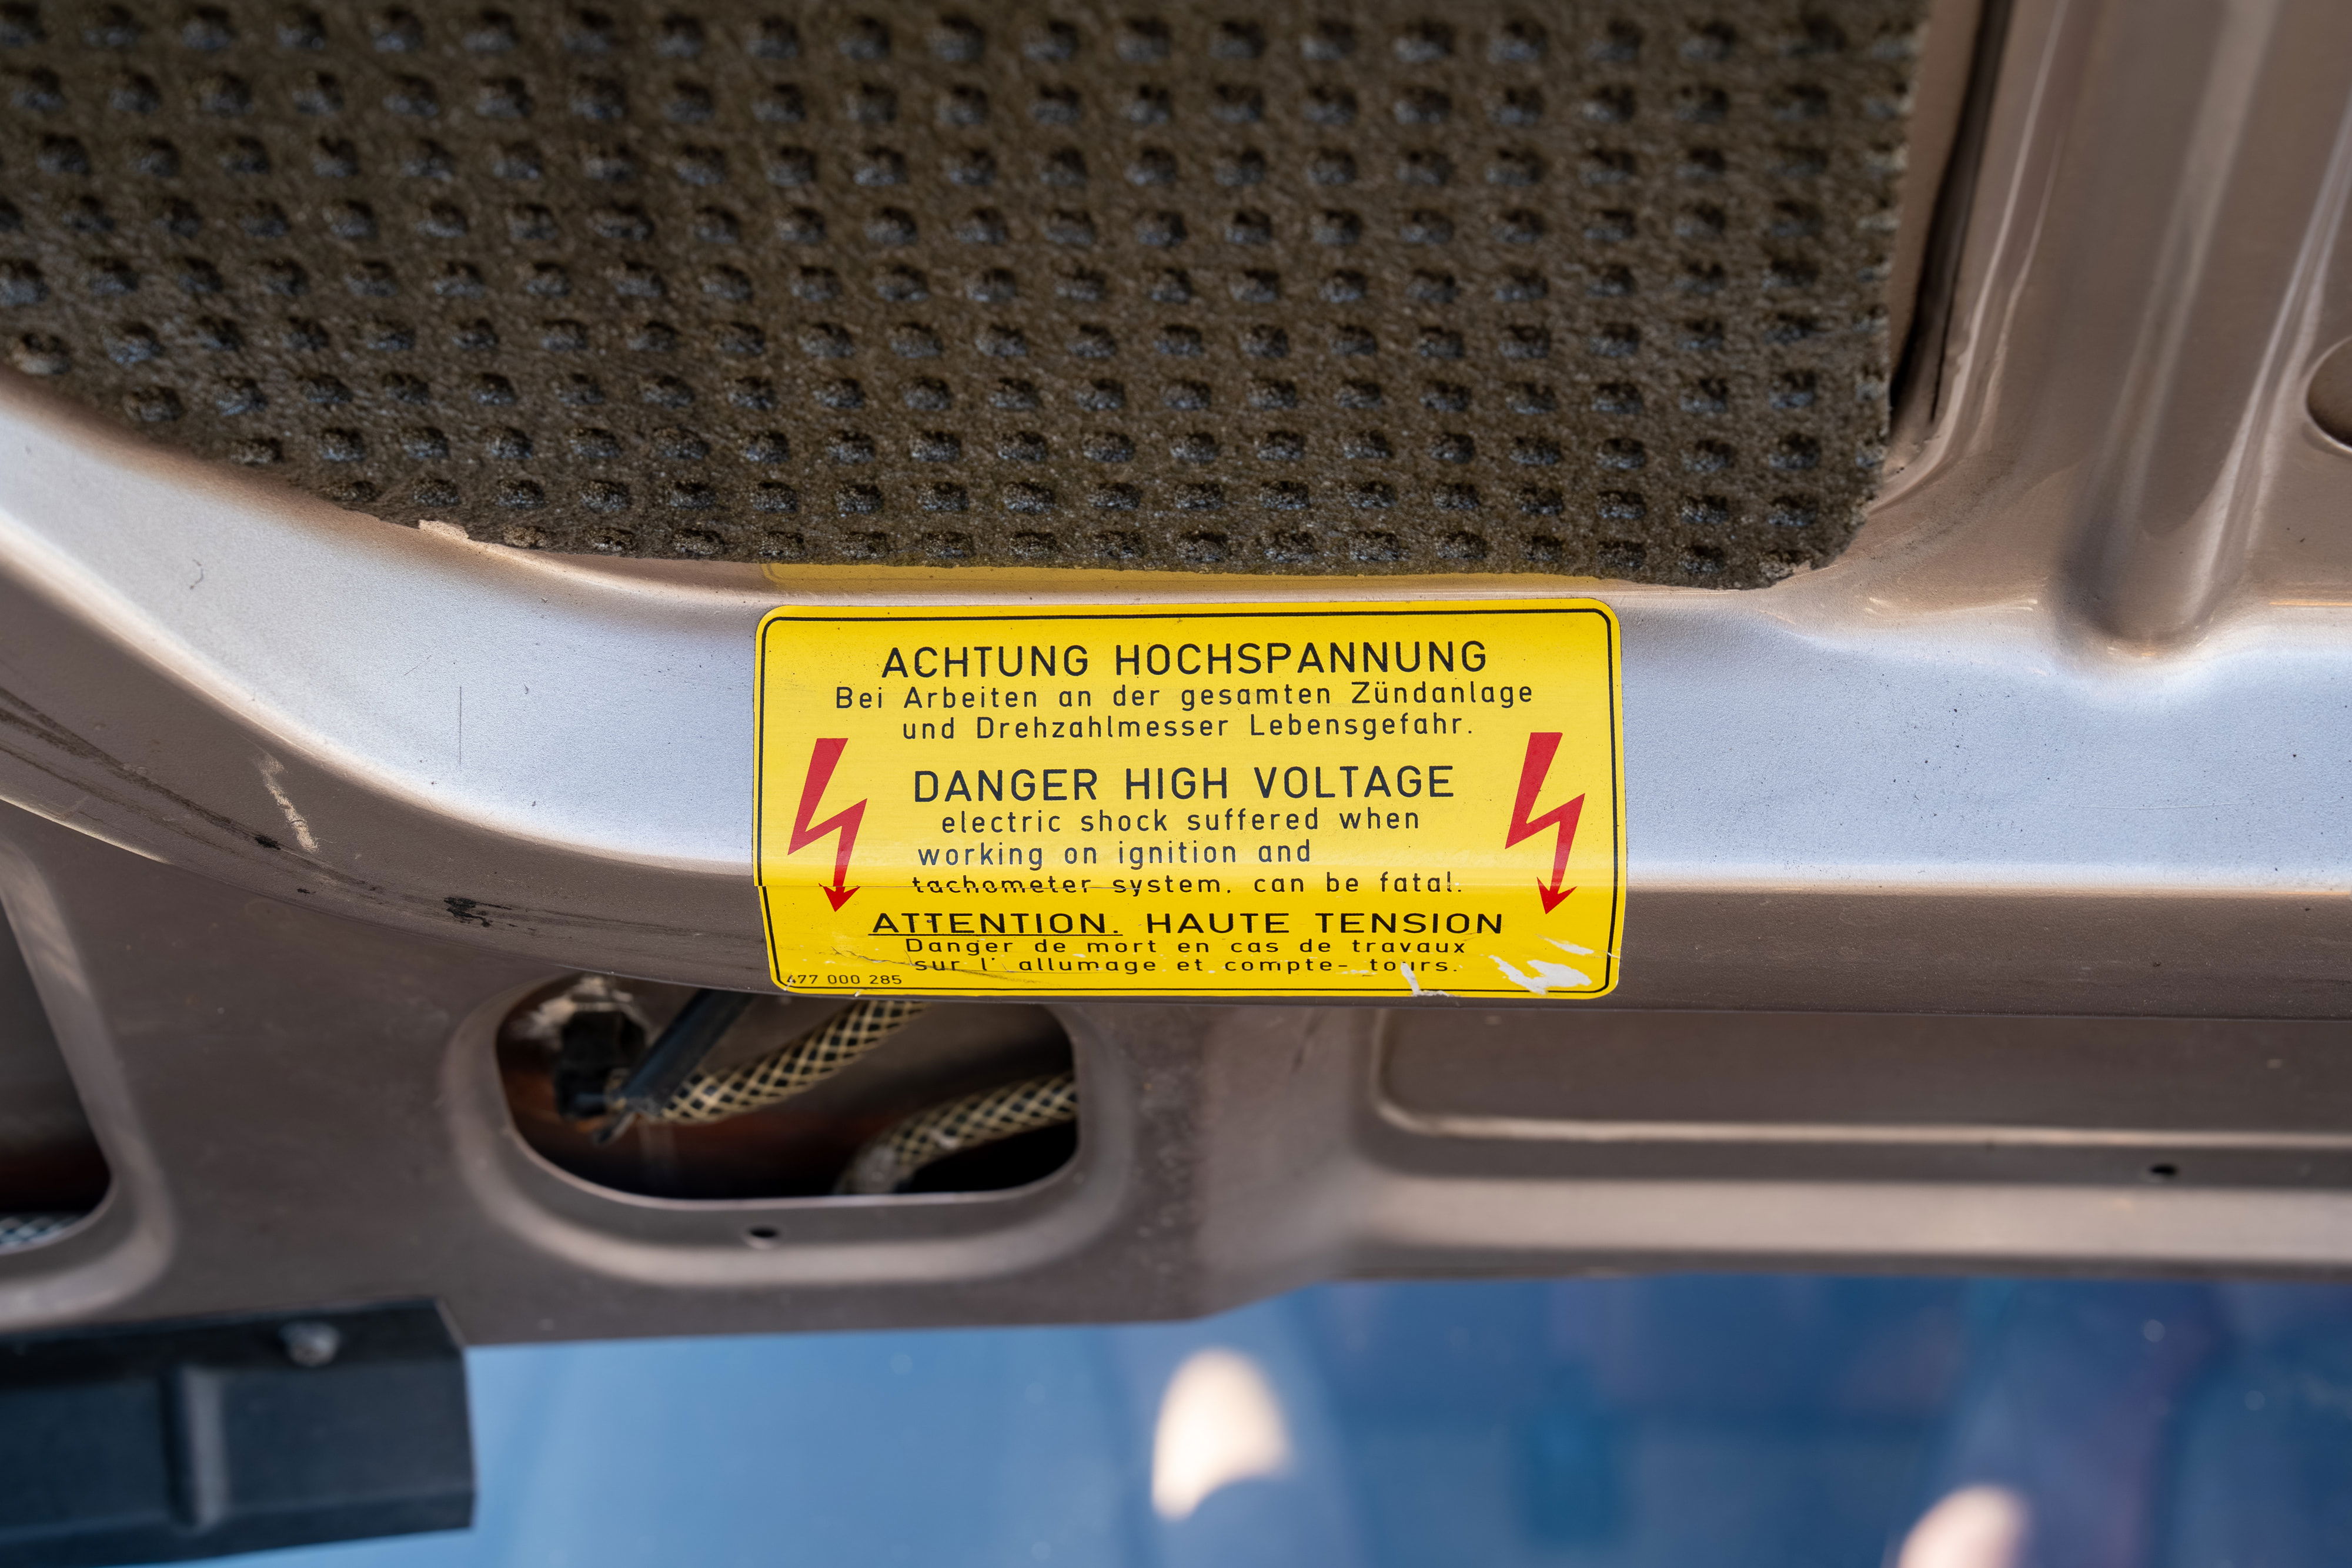 ACHTUNG HOCHSPANNUNG
Bei Arbeiten an der gesamten Zündanlage
und Drehzahlmesser Lebensgefahr.
DANGER HIGH VOLTAGE
electric shock suffered when
working on ignition and
tachometer system. can be fatal.
ATTENTION. HAUTE TENSION
Danger de mort en cas de travaux
sur l' allumage et compte- tours.
477 000 285